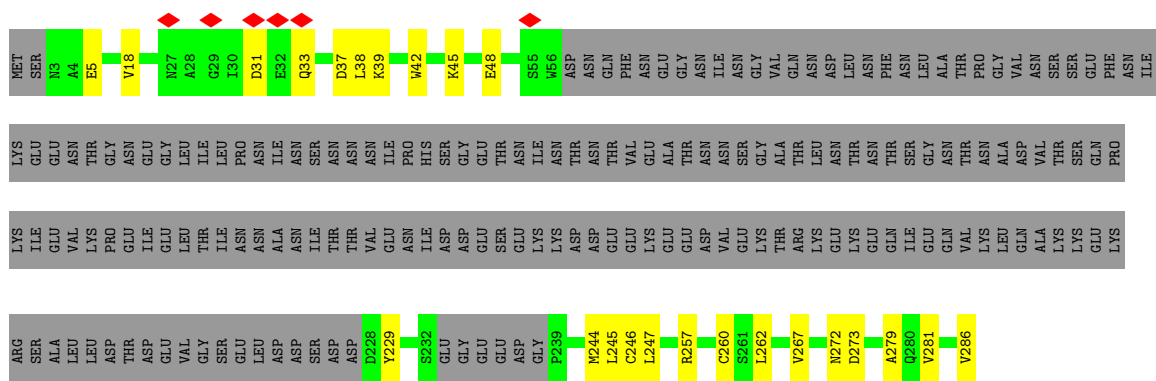 MET SER N3 A4 E5 V18 N27 A28 G29 I30 D31 E32 Q33 D37 L38 K39 W42 K45 E48 S55 W56 ASP ASN GLN PHE ASN GLU GLY ASN ILE ASN GLY VAL GLN ASN ASP LEU ASN PHE ASN LEU ALA THR PRO GLY VAL ASN SER SER GLU PHE ASN ILE
LYS GLU GLU ASN THR GLY ASN GLU GLY LEU ILE LEU PRO ASN ILE ASN SER ASN ASN ASN ILE PRO HIS SER GLY GLU THR ASN ILE ASN THR ASN THR VAL GLU ALA THR ASN ASN SER GLY ALA THR LEU ASN THR ASN THR SER GLY ASN THR ASN ALA ASP VAL THR SER GLN PRO
LYS ILE GLU VAL LYS PRO GLU ILE GLU LEU THR ILE ASN ASN ALA ASN ILE THR THR VAL GLU ASN ILE ASP ASP GLU SER GLU LYS LYS ASP ASP GLU GLU LYS GLU GLU ASP VAL GLU LYS THR ARG LYS GLU LYS GLU GLN ILE GLU GLN VAL LYS LEU GLN ALA LYS LYS GLU LYS
ARG SER ALA LEU LEU ASP THR ASP GLU VAL GLY SER GLU LEU ASP ASP SER ASP D228 Y229 S232 GLU GLY GLU GLU ASP GLY P239 M244 L245 C246 L247 R257 C260 S261 L262 V267 N272 D273 A279 Q280 V281 V286